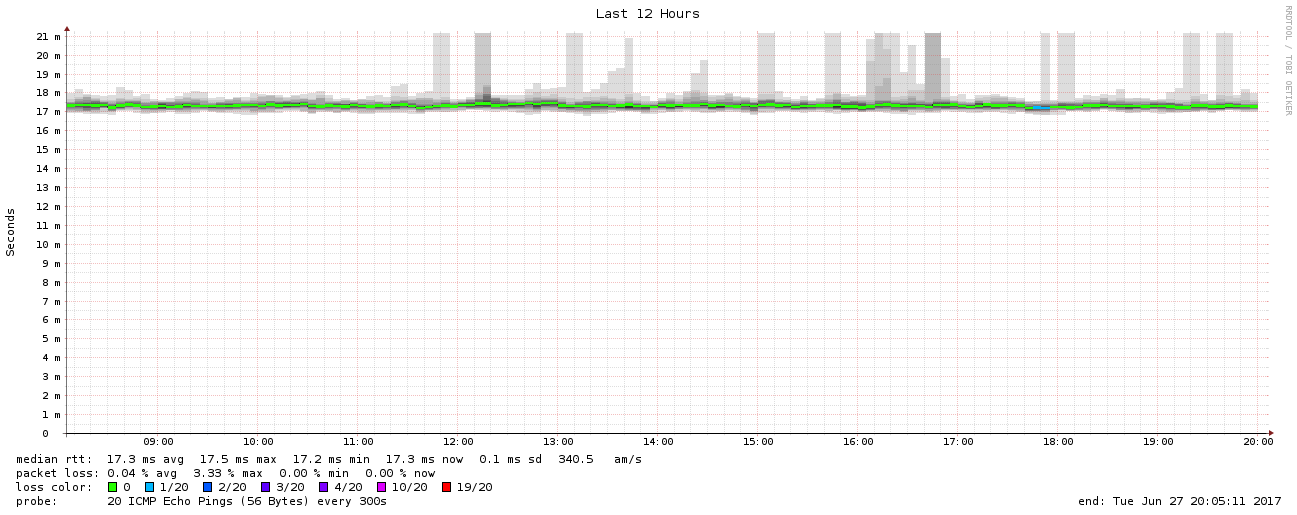 Last 12 Hours
RRDTOOL / TOBI OETIKER
Seconds
21 m
20 m
19 m
18 m
17 m
16 m
15 m
14 m
13 m
12 m
11 m
10 m
9 m
8 m
7 m
6 m
5 m
4 m
3 m
2 m
1 m
0
09:00 10:00 11:00 12:00 13:00 14:00 15:00 16:00 17:00 18:00 19:00 20:00
median rtt: 17.3 ms avg 17.5 ms max 17.2 ms min 17.3 ms now 0.1 ms sd 340.5 am/s
packet loss: 0.04 % avg 3.33 % max 0.00 % min 0.00 % now
loss color: 0 1/20 2/20 3/20 4/20 10/20 19/20
probe: 20 ICMP Echo Pings (56 Bytes) every 300s end: Tue Jun 27 20:05:11 2017